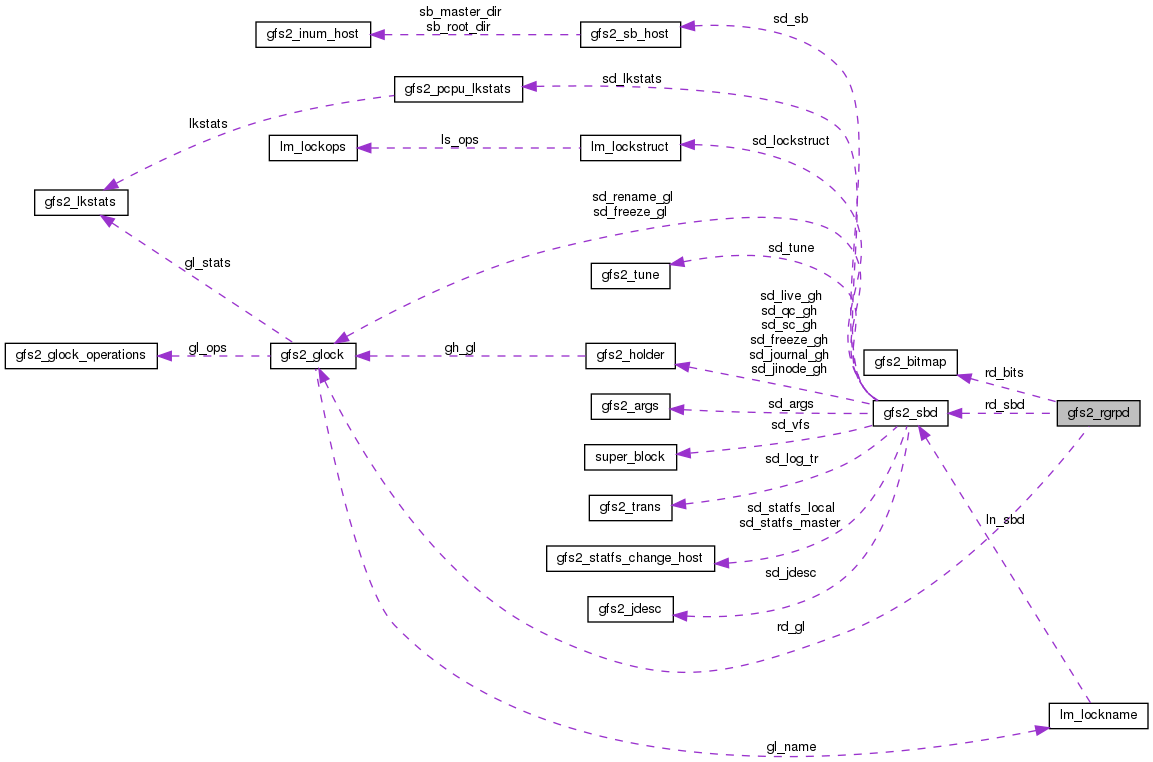 sb_master_dir
sd_sb
gfs2_inum_host
sb_root_dir
gfs2_sb_host
gfs2_pcpu_lkstats
sd_lkstats
lkstats
lm_lockops
ls_ops
lm_lockstruct
sd_lockstruct
gfs2_lkstats
sd_rename_gl
sd_freeze_gl
gl_stats
gfs2_tune
sd_tune
sd_live_gh
sd_qc_gh
sd_sc_gh
sd_freeze_gh
sd_journal_gh
sd_jinode_gh
gfs2_glock_operations
gl_ops
gfs2_glock
gh_gl
gfs2_holder
gfs2_bitmap
rd_bits
gfs2_args
sd_args
gfs2_sbd
rd_sbd
gfs2_rgrpd
super_block
sd_vfs
gfs2_trans
sd_log_tr
sd_statfs_local
sd_statfs_master
ln_sbd
gfs2_statfs_change_host
sd_jdesc
gfs2_jdesc
rd_gl
lm_lockname
gl_name